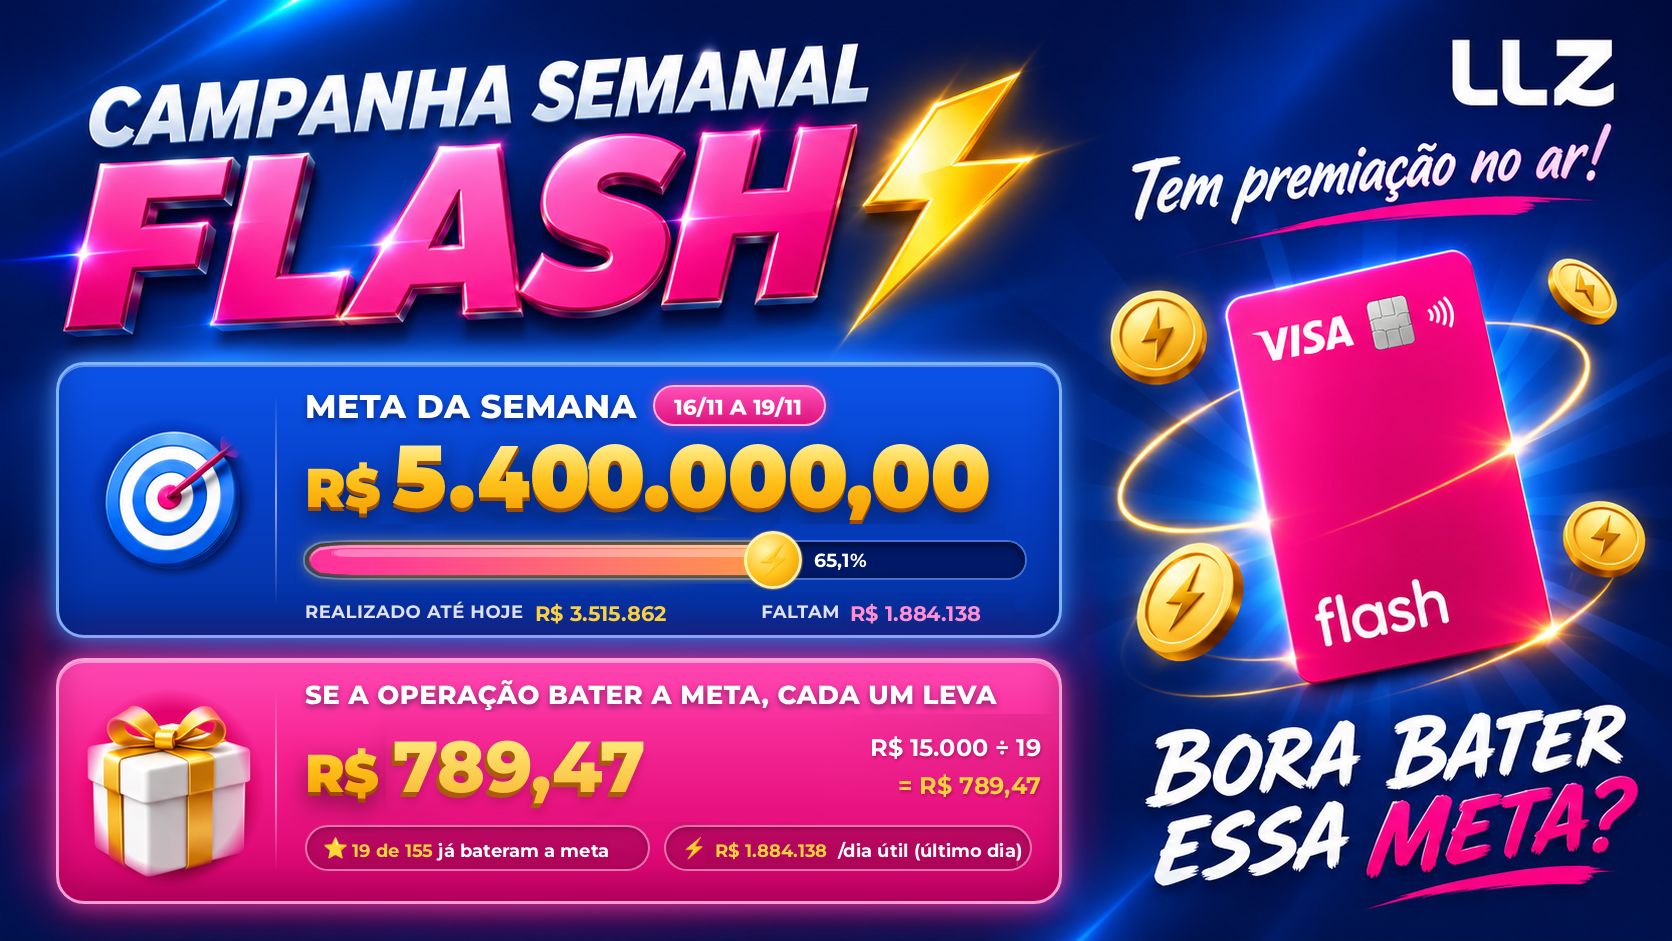 CAMPANHA SEMANAL
FLASH
LLZ
Tem premiação no ar!
META DA SEMANA 16/11 A 19/11
R$ 5.400.000,00
65,1%
REALIZADO ATÉ HOJE R$ 3.515.862 FALTAM R$ 1.884.138
VISA
flash
SE A OPERAÇÃO BATER A META, CADA UM LEVA
R$ 789,47
R$ 15.000 ÷ 19
= R$ 789,47
19 de 155 já bateram a meta
R$ 1.884.138 /dia útil (último dia)
BORA BATER
ESSA META?